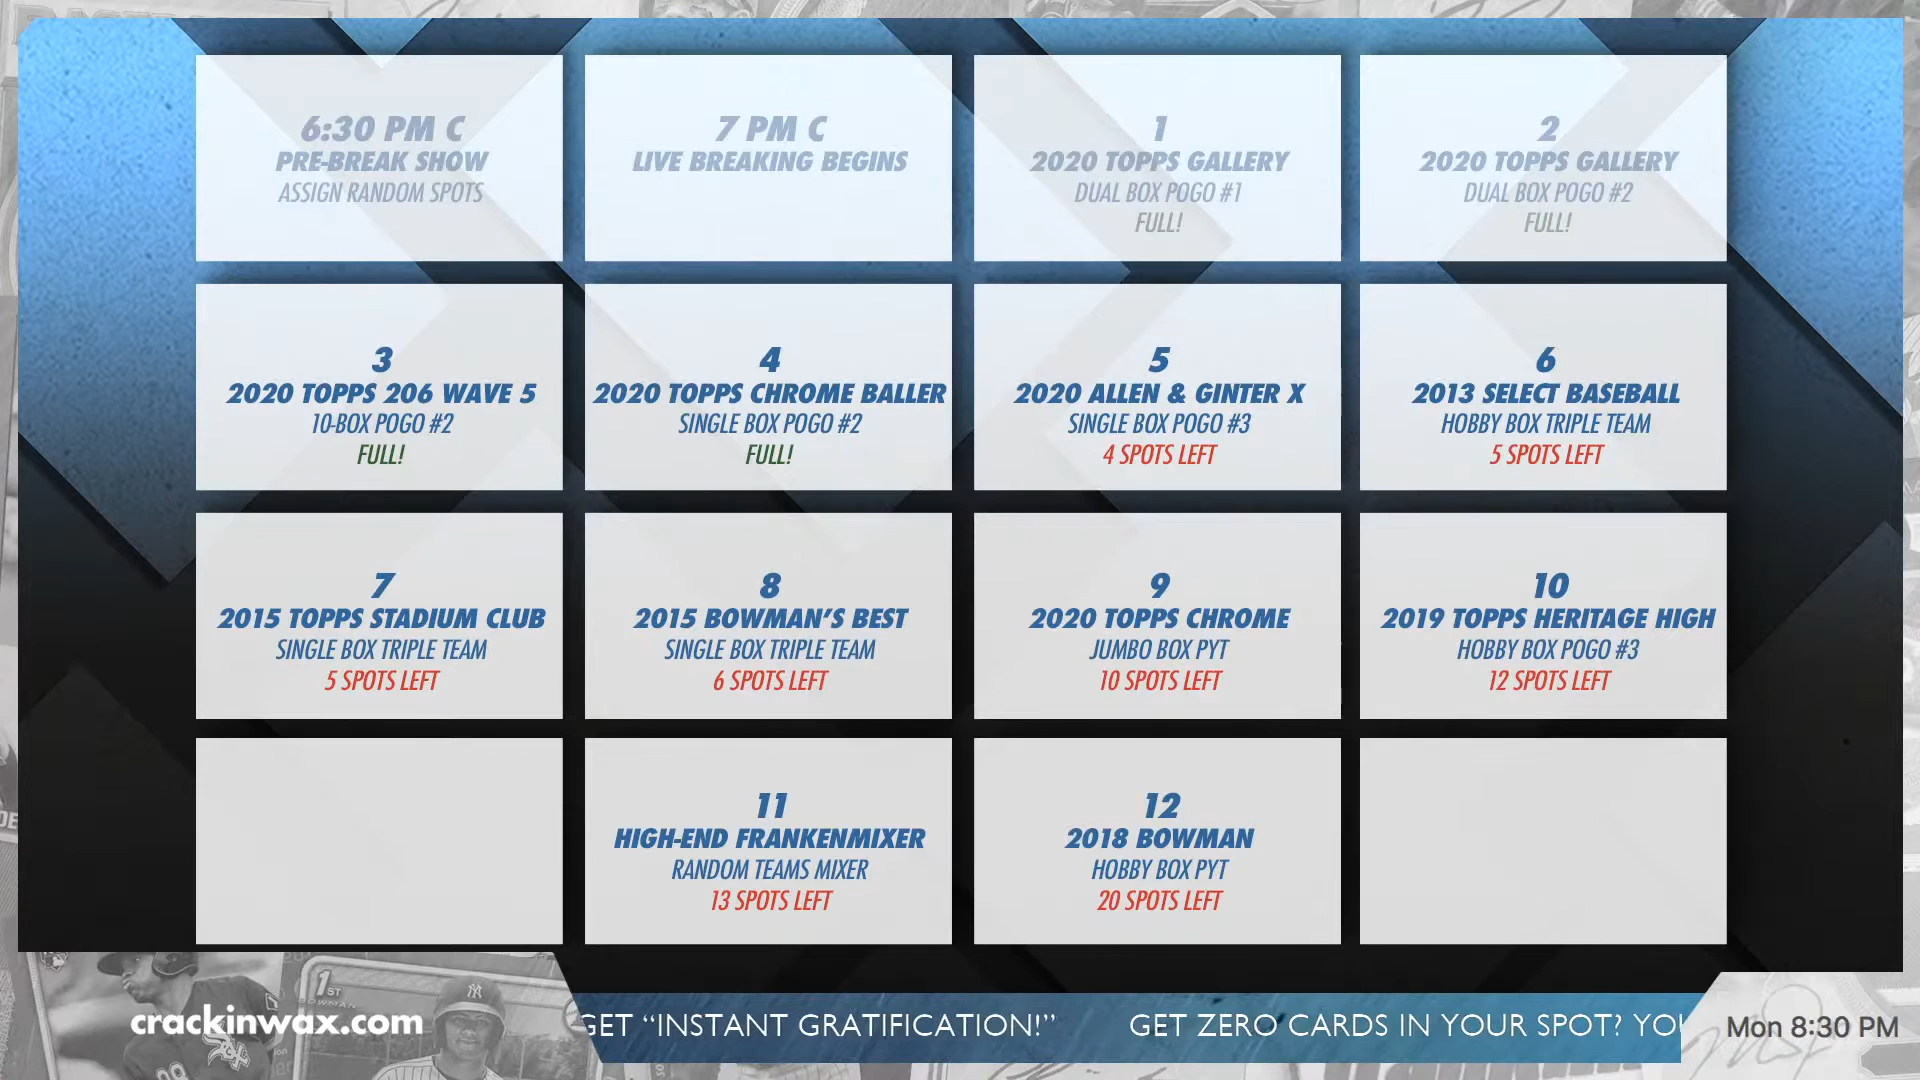 6:30 PM C
PRE-BREAK SHOW
ASSIGN RANDOM SPOTS
7 PM C
LIVE BREAKING BEGINS
1
2020 TOPPS GALLERY
DUAL BOX POGO #1
FULL!
2
2020 TOPPS GALLERY
DUAL BOX POGO #2
FULL!
3
2020 TOPPS 206 WAVE 5
10-BOX POGO #2
FULL!
4
2020 TOPPS CHROME BALLER
SINGLE BOX POGO #2
FULL!
5
2020 ALLEN & GINTER X
SINGLE BOX POGO #3
4 SPOTS LEFT
6
2013 SELECT BASEBALL
HOBBY BOX TRIPLE TEAM
5 SPOTS LEFT
7
2015 TOPPS STADIUM CLUB
SINGLE BOX TRIPLE TEAM
5 SPOTS LEFT
8
2015 BOWMAN'S BEST
SINGLE BOX TRIPLE TEAM
6 SPOTS LEFT
9
2020 TOPPS CHROME
JUMBO BOX PYT
10 SPOTS LEFT
10
2019 TOPPS HERITAGE HIGH
HOBBY BOX POGO #3
12 SPOTS LEFT
11
HIGH-END FRANKENMIXER
RANDOM TEAMS MIXER
13 SPOTS LEFT
12
2018 BOWMAN
HOBBY BOX PYT
20 SPOTS LEFT
1ST
BOWMAN
crackinwax.com
GET “INSTANT GRATIFICATION!” GET ZERO CARDS IN YOUR SPOT?
Mon 8:30 PM